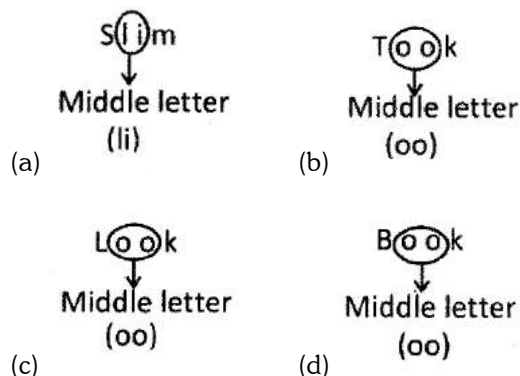 Slim
Middle letter
(li)
(a)
Took
Middle letter
(oo)
(b)
Look
Middle letter
(oo)
(c)
Book
Middle letter
(oo)
(d)